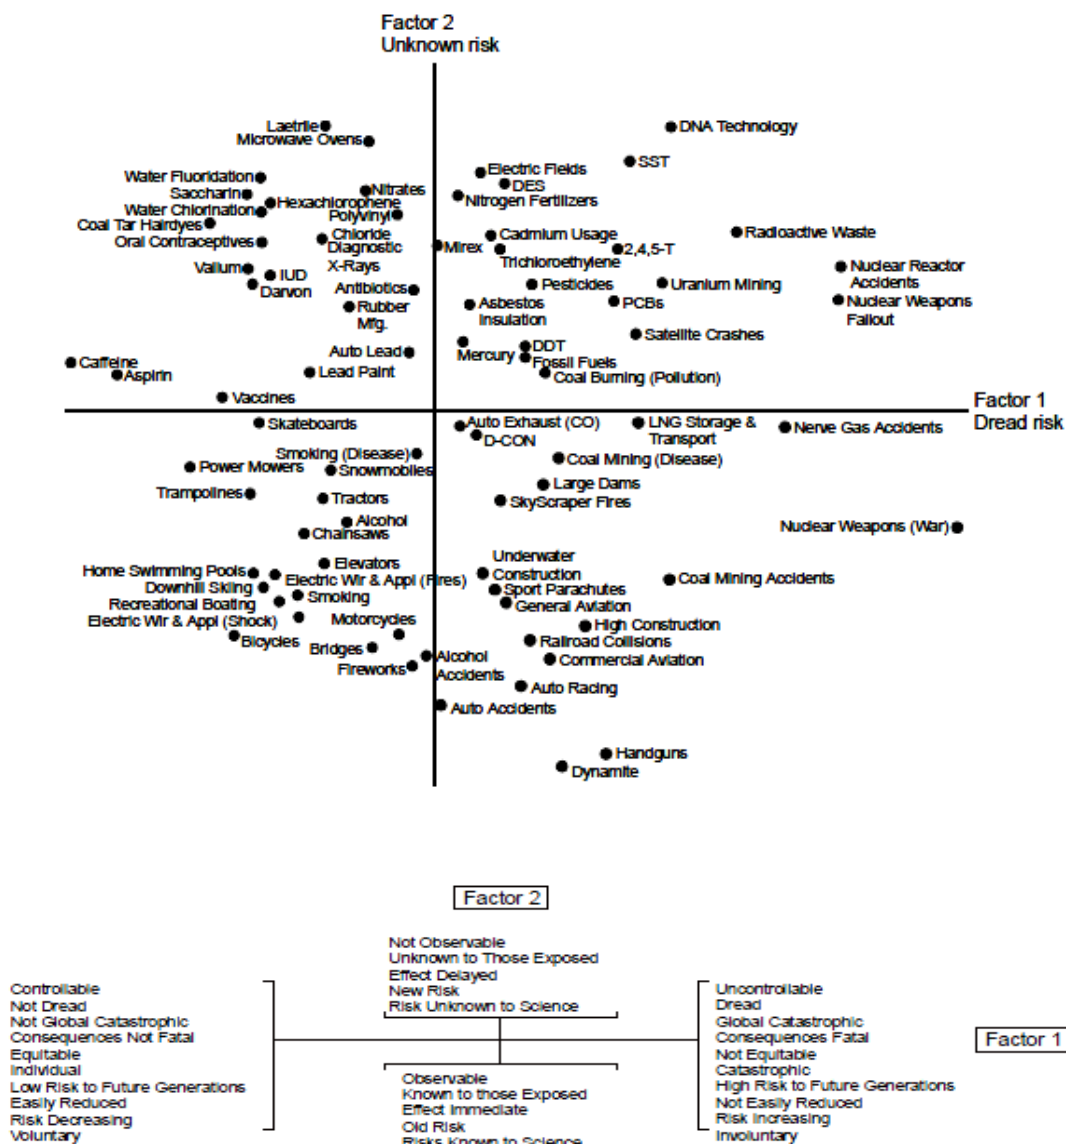 Factor 2
Unknown risk
Laetrile
Microwave Ovens
DNA Technology
SST
Electric Fields
DES
Nitrogen Fertilizers
Water Fluoridation
Saccharin
Nitrates
Hexachlorophene
Water Chlorination
Polyvinyl
Chloride
Coal Tar Hairdyes
Oral Contraceptives
Diagnostic
X-Rays
Mirex
Cadmium Usage
Trichloroethylene
2,4,5-T
Radioactive Waste
Valium
IUD
Darvon
Antibiotics
Rubber
Mfg.
Pesticides
Asbestos
Insulation
PCBs
Uranium Mining
Nuclear Reactor
Accidents
Nuclear Weapons
Fallout
Satellite Crashes
Auto Lead
Lead Paint
Mercury
DDT
Fossil Fuels
Coal Burning (Pollution)
Caffeine
Aspirin
Vaccines
Factor 1
Dread risk
Skateboards
Auto Exhaust (CO)
D-CON
LNG Storage &
Transport
Nerve Gas Accidents
Smoking (Disease)
Power Mowers
Snowmobiles
Coal Mining (Disease)
Trampolines
Tractors
Large Dams
SkyScraper Fires
Alcohol
Chainsaws
Nuclear Weapons (War)
Elevators
Underwater
Construction
Home Swimming Pools
Electric Wir & Appl (Fires)
Coal Mining Accidents
Downhill Skiing
Smoking
Sport Parachutes
Recreational Boating
General Aviation
Electric Wir & Appl (Shock)
Motorcycles
High Construction
Bicycles
Bridges
Railroad Collisions
Fireworks
Alcohol
Accidents
Commercial Aviation
Auto Racing
Auto Accidents
Handguns
Dynamite
Factor 2
Not Observable
Unknown to Those Exposed
Effect Delayed
New Risk
Risk Unknown to Science
Controllable
Not Dread
Not Global Catastrophic
Consequences Not Fatal
Equitable
Individual
Low Risk to Future Generations
Easily Reduced
Risk Decreasing
Voluntary
Uncontrollable
Dread
Global Catastrophic
Consequences Fatal
Not Equitable
Catastrophic
High Risk to Future Generations
Not Easily Reduced
Risk Increasing
Involuntary
Factor 1
Observable
Known to those Exposed
Effect Immediate
Old Risk
Risks Known to Science